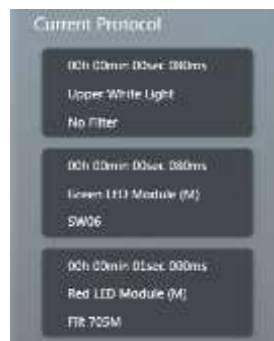 Current Protocol
00h 00min 00sec 080ms
Upper White Light
No Filter
00h 00min 00sec 080ms
Green LED Module (M)
SW06
00h 00min 01sec 000ms
Red LED Module (M)
Filt 705M